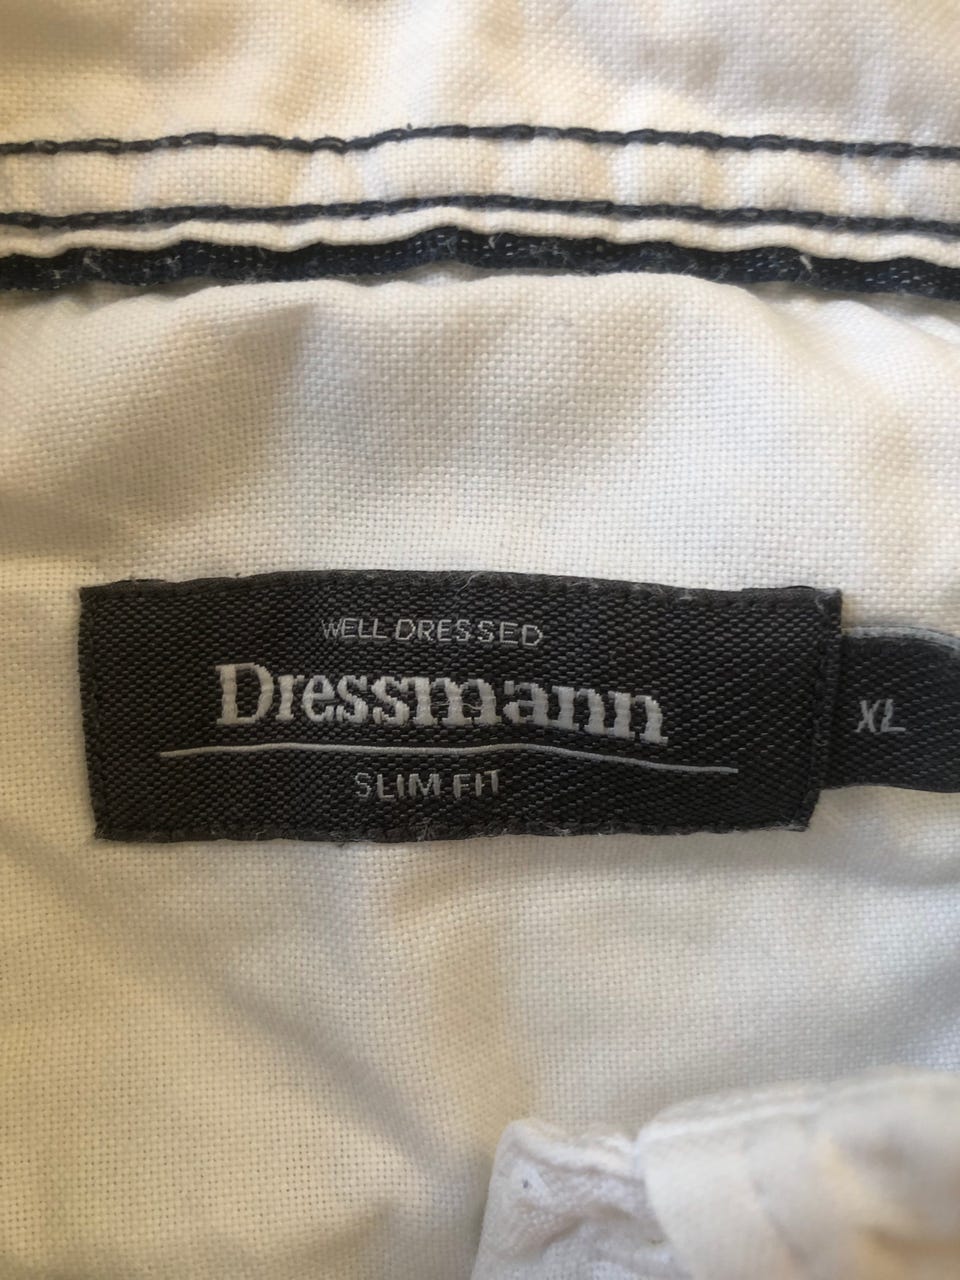 WELL DRESSED
Dressmann
SLIM FIT
XL